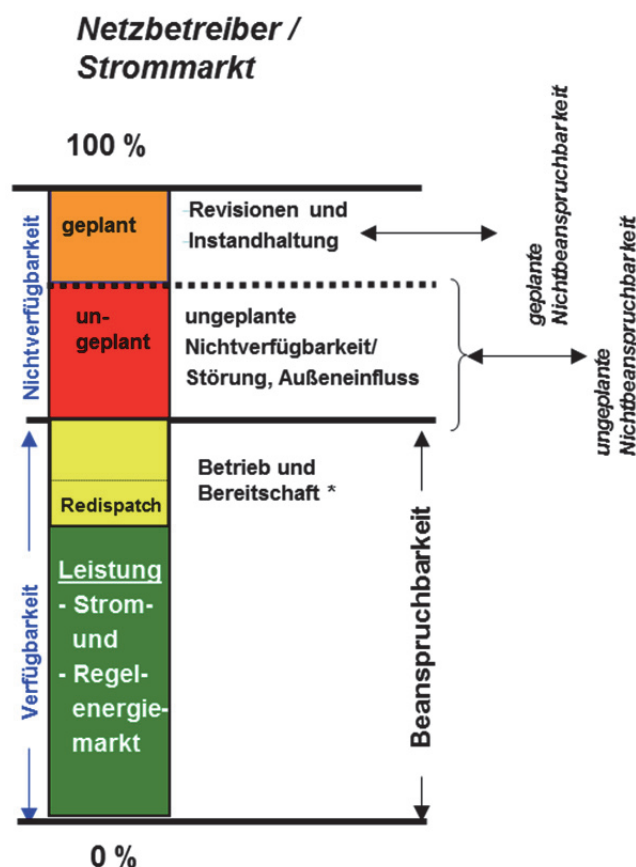 Netzbetreiber /
Strommarkt
100 %
Nichtverfügbarkeit
geplant
-Revisionen und
-Instandhaltung
geplante
Nichtbeanspruchbarkeit
un-
geplant
ungeplante
Nichtverfügbarkeit/
Störung, Außeneinfluss
ungeplante
Nichtbeanspruchbarkeit
Verfügbarkeit
Redispatch
Betrieb und
Bereitschaft *
Leistung
- Strom-
und
- Regel-
energie-
markt
Beanspruchbarkeit
0 %